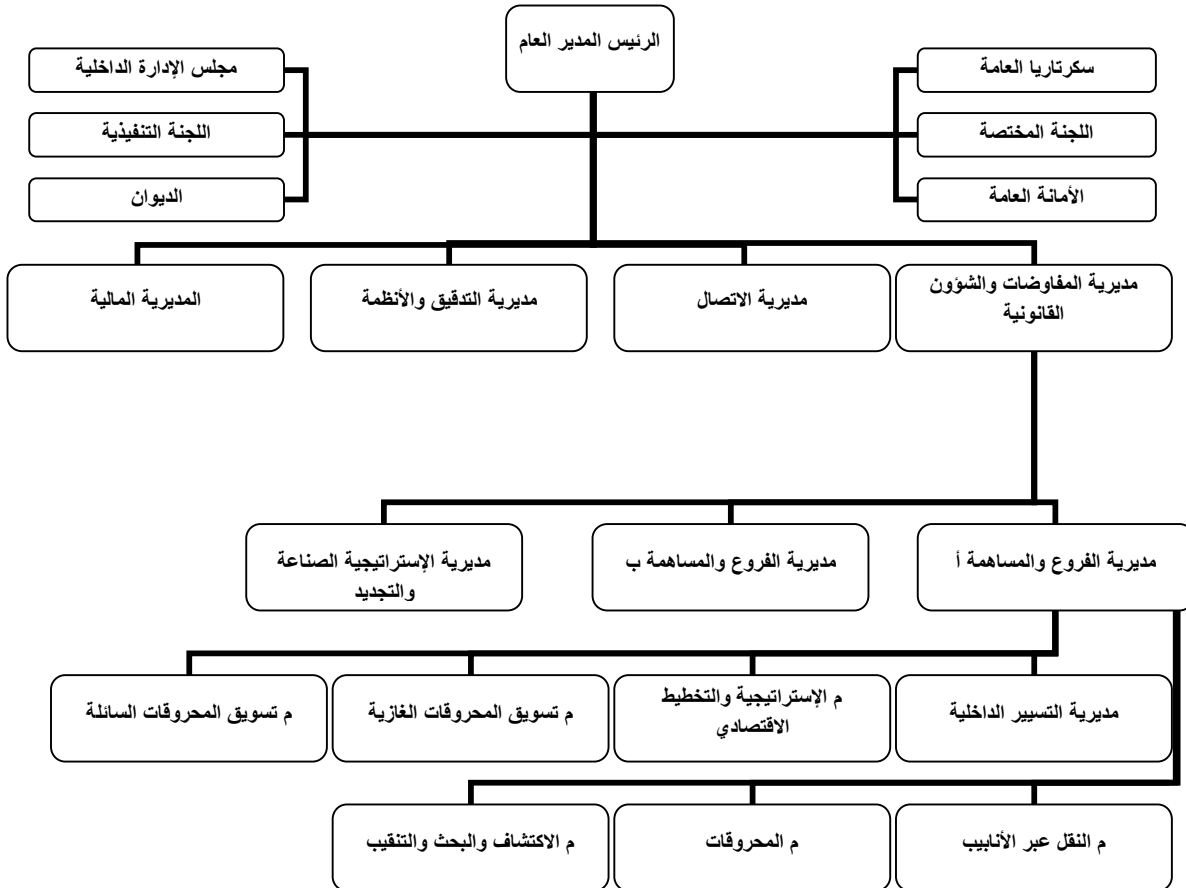 الرئيس المدير العام
سكرتاريا العامة
مجلس الإدارة الداخلية
اللجنة المختصة
اللجنة التنفيذية
الأمانة العامة
الديوان
مديرية المفاوضات والشؤون
القانونية
مديرية الاتصال
مديرية التدقيق والأنظمة
المديرية المالية
مديرية الفروع والمساهمة أ
مديرية الفروع والمساهمة ب
مديرية الإستراتيجية الصناعة
والتجديد
مديرية التسيير الداخلية
م الإستراتيجية والتخطيط
الاقتصادي
م تسويق المحروقات الغازية
م تسويق المحروقات السائلة
م النقل عبر الأنابيب
م المحروقات
م الاكتشاف والبحث والتنقيب